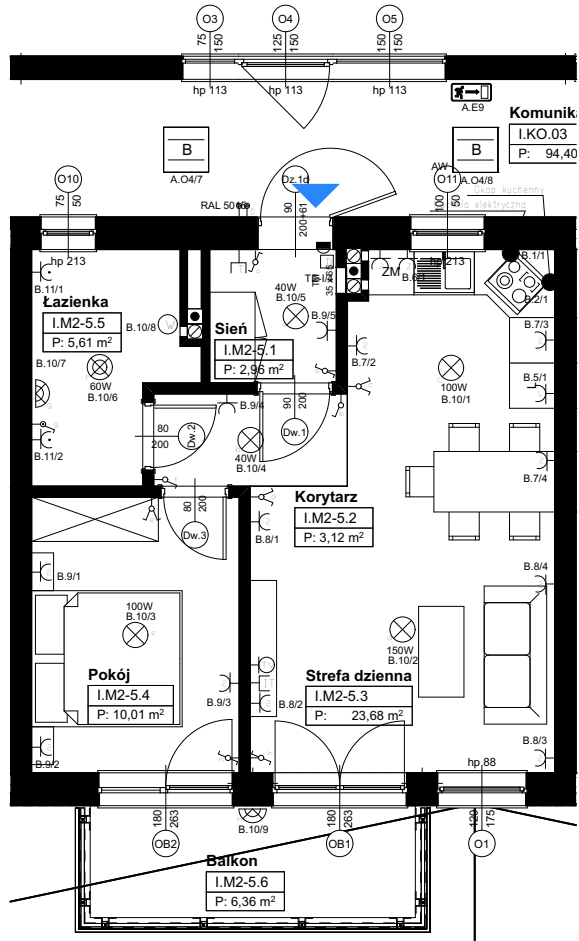 O3
O4
O5
75
150
125
150
150
150
hp 113
hp 113
hp 113
A.E9
Komunika
I.KO.03
P: 94,40
B
A.O4/7
B
A.O4/8
AW
Okap kuchenny
elektryczna
O10
75
50
Dz.1d
90
200+61
O11
100
50
RAL 50
hp 213
hp 213
B.11/1
ZM
B.1/1
B.2/1
35 x 65
Łazienka
I.M2-5.5
P: 5,61 m²
B.10/8
Sień
I.M2-5.1
P: 2,96 m²
40W
B.10/5
B.9/5
B.7/3
B.7/2
B.10/7
60W
B.10/6
100W
B.10/1
B.5/1
B.9/4
90
200
Dw.1
B.11/2
80
200
Dw.2
40W
B.10/4
B.7/4
Korytarz
I.M2-5.2
P: 3,12 m²
80
200
Dw.3
B.8/1
B.9/1
B.8/4
100W
B.10/3
150W
B.10/2
Pokój
I.M2-5.4
P: 10,01 m²
B.9/3
B.8/2
Strefa dzienna
I.M2-5.3
P: 23,68 m²
B.9/2
B.8/3
hp 88
180
263
OB2
B.10/9
180
263
OB1
120
175
O1
Balkon
I.M2-5.6
P: 6,36 m²